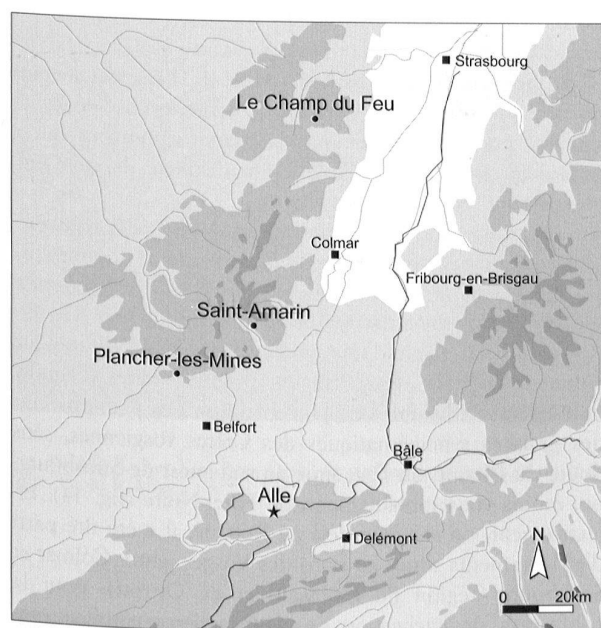 Strasbourg
Le Champ du Feu
Colmar
Fribourg-en-Brisgau
Saint-Amarin
Plancher-les-Mines
Belfort
Bâle
Alle
Delémont
N
0 20km